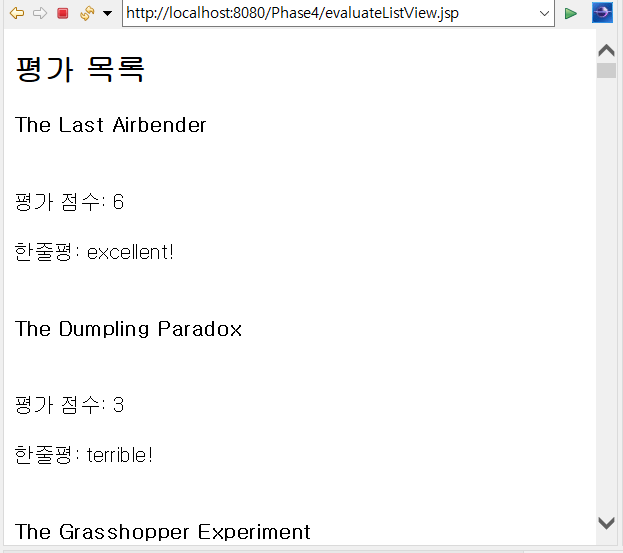 http://localhost:8080/Phase4/evaluateListView.jsp
평가 목록
The Last Airbender
평가 점수: 6
한줄평: excellent!
The Dumpling Paradox
평가 점수: 3
한줄평: terrible!
The Grasshopper Experiment